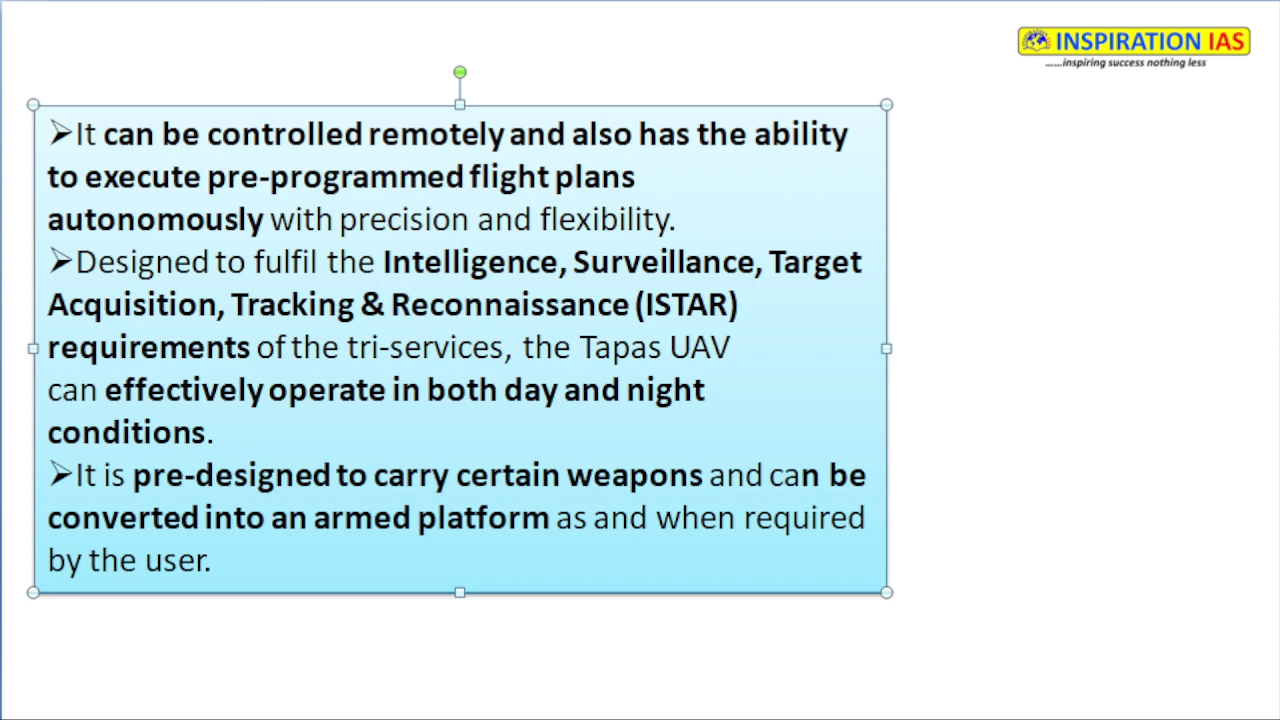 INSPIRATION IAS
......inspiring success nothing less
➢It can be controlled remotely and also has the ability
to execute pre-programmed flight plans
autonomously with precision and flexibility.
➢Designed to fulfil the Intelligence, Surveillance, Target
Acquisition, Tracking & Reconnaissance (ISTAR)
requirements of the tri-services, the Tapas UAV
can effectively operate in both day and night
conditions.
➢It is pre-designed to carry certain weapons and can be
converted into an armed platform as and when required
by the user.